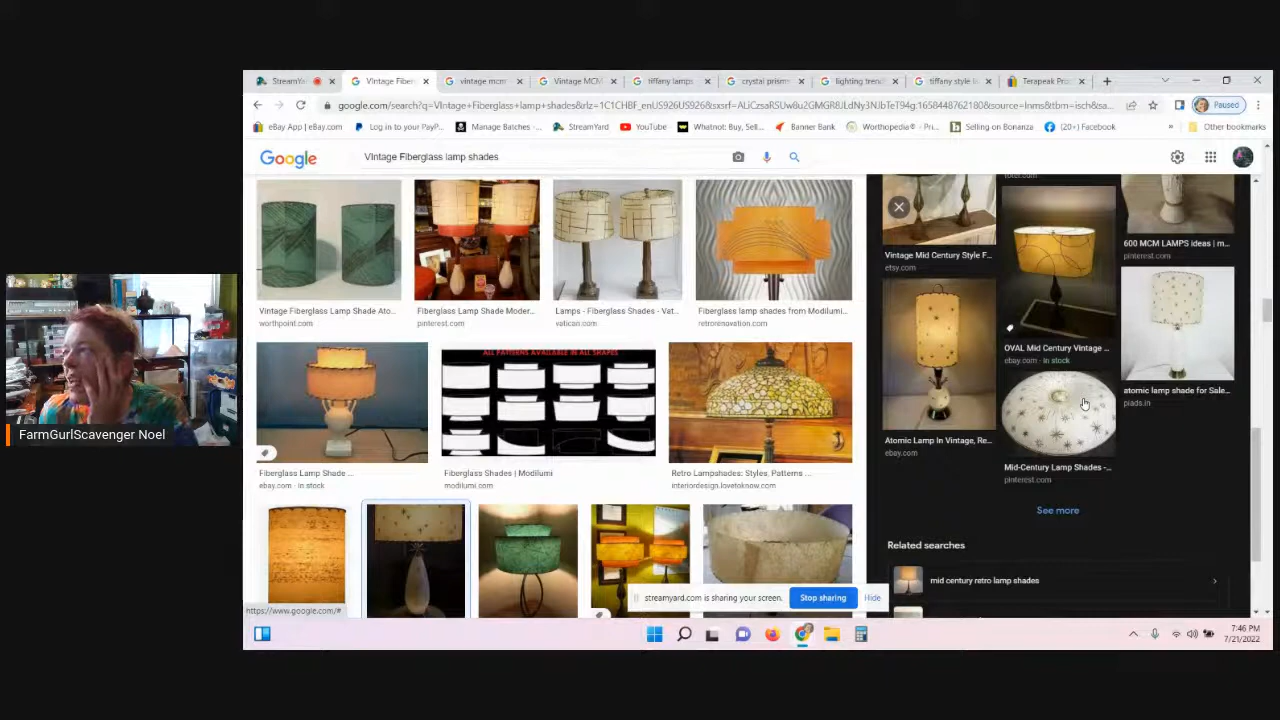 StreamYa
VIntage Fiber
vintage mcm
Vintage MCM
tiffany lamps
crystal prisms
lighting trend
tiffany style l
Terapeak Pro
google.com/search?q=VIntage+Fiberglass+lamp+shades&rlz=1C1CHBF_enUS926US926&sxsrf=
Paused
eBay App | eBay.com
Log in to your PayP...
Manage Batches -...
StreamYard
YouTube
Whatnot: Buy, Sell,...
Banner Bank
Worthopedia® - Pri...
Selling on Bonanza
(20+) Facebook
»
Other bookmarks
Google
VIntage Fiberglass lamp shades
Vintage Fiberglass Lamp Shade Ato...
worthpoint.com
Fiberglass Lamp Shade Moder...
pinterest.com
Lamps - Fiberglass Shades - Vat...
vatican.com
Fiberglass lamp shades from Modilumi...
retrorenovation.com
ALL PATTERNS AVAILABLE IN ALL SHAPES
Fiberglass Lamp Shade ...
ebay.com - in stock
Fiberglass Shades | Modilumi
modilumi.com
Retro Lampshades: Styles, Patterns ...
interiordesign.lovetoknow.com
Vintage Mid Century Style F...
etsy.com
600 MCM LAMPS ideas | m...
pinterest.com
OVAL Mid Century Vintage ...
ebay.com - in stock
atomic lamp shade for Sale...
Atomic Lamp In Vintage, Re...
ebay.com
Mid-Century Lamp Shades -...
pinterest.com
See more
Related searches
mid century retro lamp shades
FarmGurlScavenger Noel
streamyard.com is sharing your screen.
Stop sharing
Hide
https://www.google.com/#
7:46 PM
7/21/2022